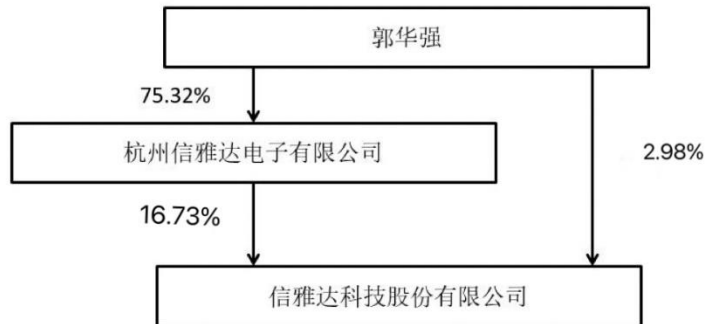 郭华强
75.32%
杭州信雅达电子有限公司
2.98%
16.73%
信雅达科技股份有限公司